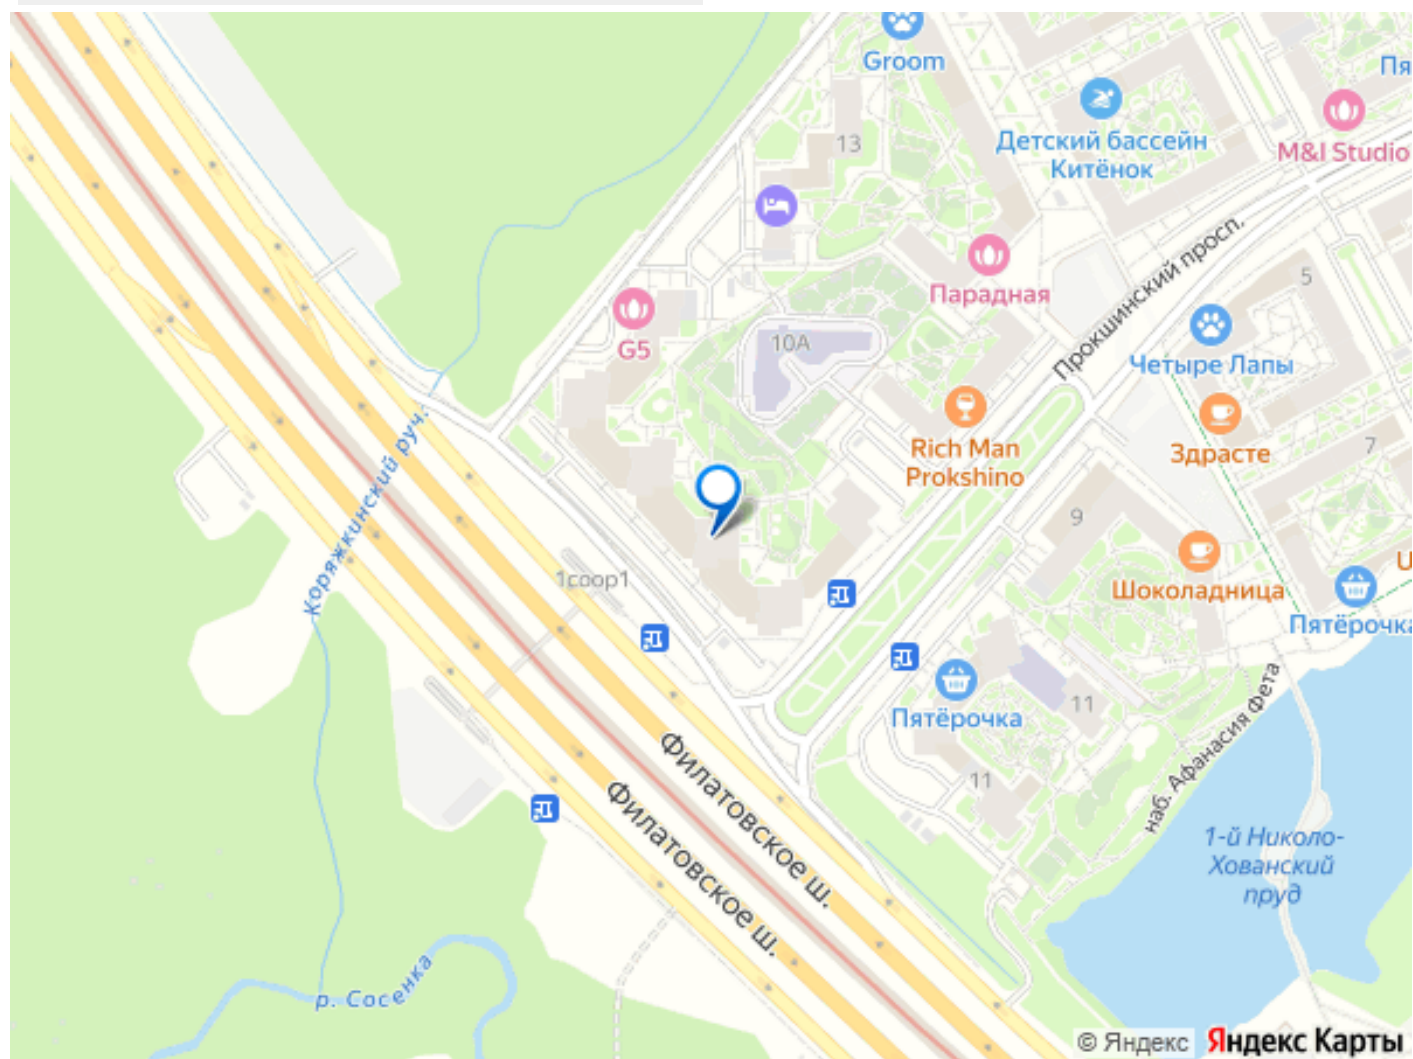 Groom
Пя
13
Детский бассейн
Китёнок
M&I Studio
Прокшинский просп.
Парадная
5
G5
10А
Четыре Лапы
Коряжкинский руч.
Rich Man
Prokshino
Здрасте
7
9
1соор1
Шоколадница
U
Пятёрочка
Пятёрочка
11
наб. Афанасия Фета
11
Филатовское ш.
Филатовское ш.
1-й Николо-
Хованский
пруд
р. Сосенка
© Яндекс Яндекс Карты